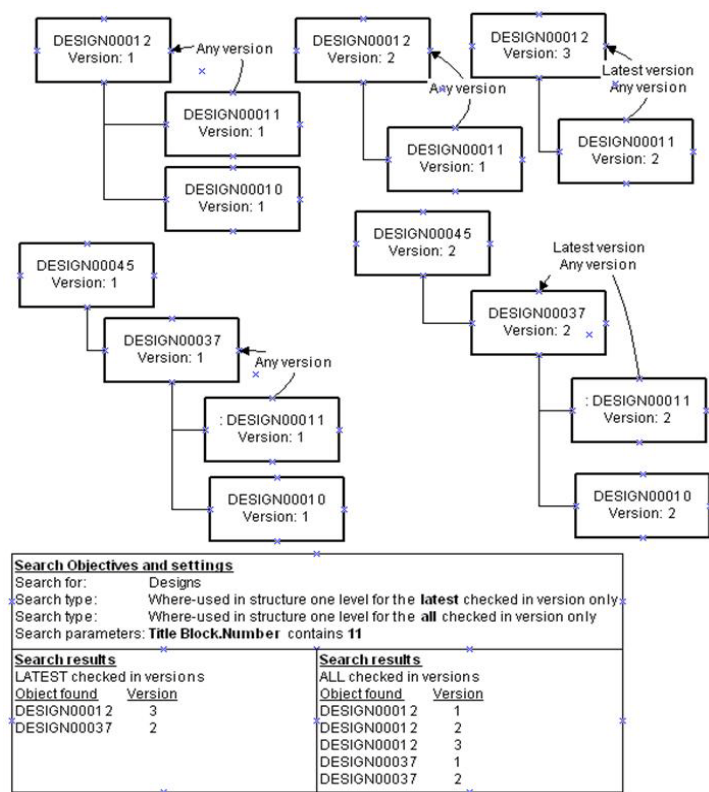 DESIGN00012
Version: 1
Any version
DESIGN00011
Version: 1
DESIGN00010
Version: 1
DESIGN00012
Version: 2
Any version
DESIGN00011
Version: 1
DESIGN00012
Version: 3
Latest version
Any version
DESIGN00011
Version: 2
DESIGN00045
Version: 1
DESIGN00037
Version: 1
Any version
: DESIGN00011
Version: 1
DESIGN00010
Version: 1
DESIGN00045
Version: 2
Latest version
Any version
DESIGN00037
Version: 2
: DESIGN00011
Version: 2
DESIGN00010
Version: 2
Search Objectives and settings
Search for: Designs
Search type: Where-used in structure one level for the latest checked in version only
Search type: Where-used in structure one level for the all checked in version only
Search parameters: Title Block.Number contains 11
Search results
LATEST checked in versions
Object found Version
DESIGN00012 3
DESIGN00037 2
Search results
ALL checked in versions
Object found Version
DESIGN00012 1
DESIGN00012 2
DESIGN00012 3
DESIGN00037 1
DESIGN00037 2